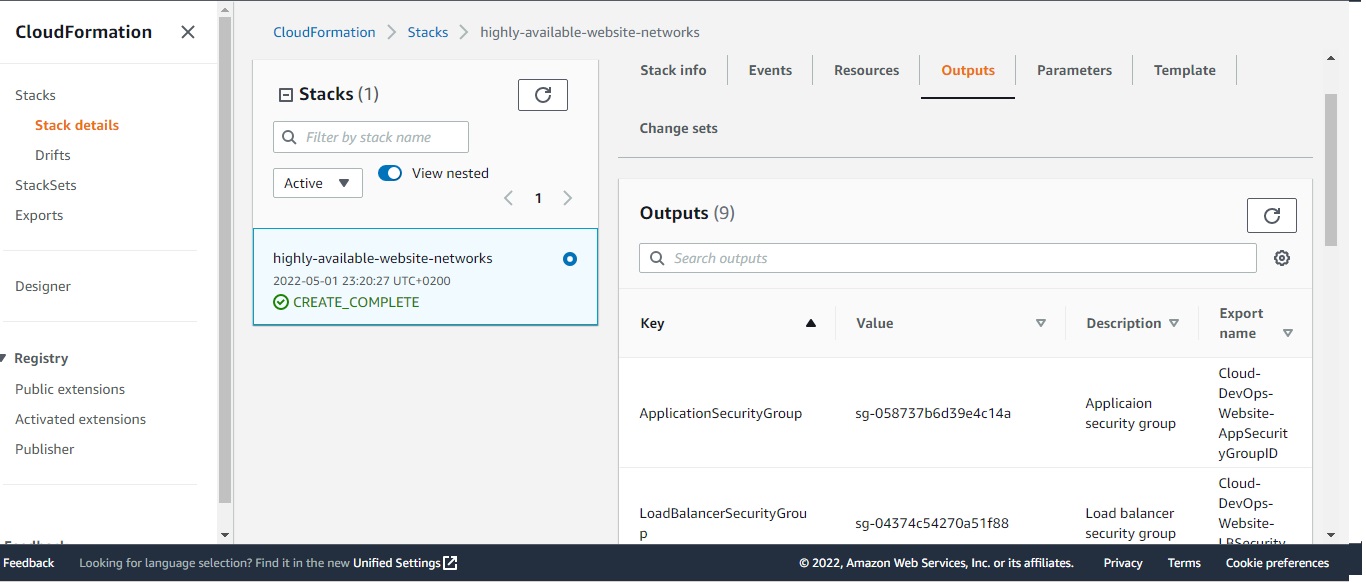 CloudFormation
Stacks
Stack details
Drifts
StackSets
Exports
Designer
Registry
Public extensions
Activated extensions
Publisher
CloudFormation
Stacks
highly-available-website-networks
Stacks (1)
Filter by stack name
Active
View nested
1
highly-available-website-networks
2022-05-01 23:20:27 UTC+0200
CREATE_COMPLETE
Stack info
Events
Resources
Outputs
Parameters
Template
Change sets
Outputs (9)
Search outputs
Key
Value
Description
Export
name
ApplicationSecurityGroup
sg-058737b6d39e4c14a
Applicaion
security group
Cloud-
DevOps-
Website-
AppSecurit
yGroupID
LoadBalancerSecurityGrou
p
sg-04374c54270a51f88
Load balancer
security group
Cloud-
DevOps-
Website-
LBSecurity
Feedback
Looking for language selection? Find it in the new Unified Settings
© 2022, Amazon Web Services, Inc. or its affiliates.
Privacy
Terms
Cookie preferences